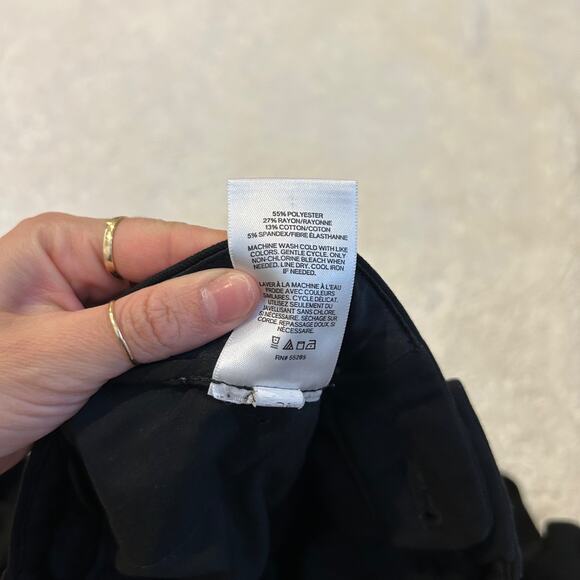 55% POLYESTER
27% RAYON/RAYONNE
13% COTTON/COTON
5% SPANDEX/FIBRE ÉLASTHANNE
MACHINE WASH COLD WITH LIKE
COLORS. GENTLE CYCLE. ONLY
NON-CHLORINE BLEACH WHEN
NEEDED. LINE DRY. COOL IRON
IF NEEDED.
LAVER À LA MACHINE À L'EAU
FROIDE AVEC COULEURS
SIMILAIRES. CYCLE DÉLICAT.
UTILISEZ SEULEMENT DU
JAVELLISANT SANS CHLORE,
SI NÉCESSAIRE. SÉCHAGE SUR
CORDE. REPASSAGE DOUX, SI
NÉCESSAIRE.
RN# 55285